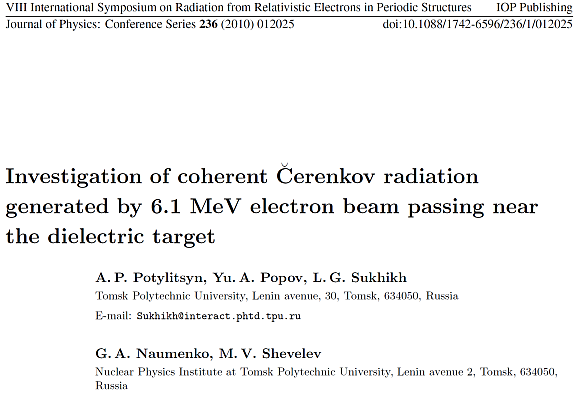 VIII International Symposium on Radiation from Relativistic Electrons in Periodic Structures IOP Publishing
Journal of Physics: Conference Series 236 (2010) 012025 doi:10.1088/1742-6596/236/1/012025
Investigation of coherent Čerenkov radiation
generated by 6.1 MeV electron beam passing near
the dielectric target
A. P. Potylitsyn, Yu. A. Popov, L. G. Sukhikh
Tomsk Polytechnic University, Lenin avenue, 30, Tomsk, 634050, Russia
E-mail: Sukhikh@interact.phtd.tpu.ru
G. A. Naumenko, M. V. Shevelev
Nuclear Physics Institute at Tomsk Polytechnic University, Lenin avenue 2, Tomsk, 634050,
Russia